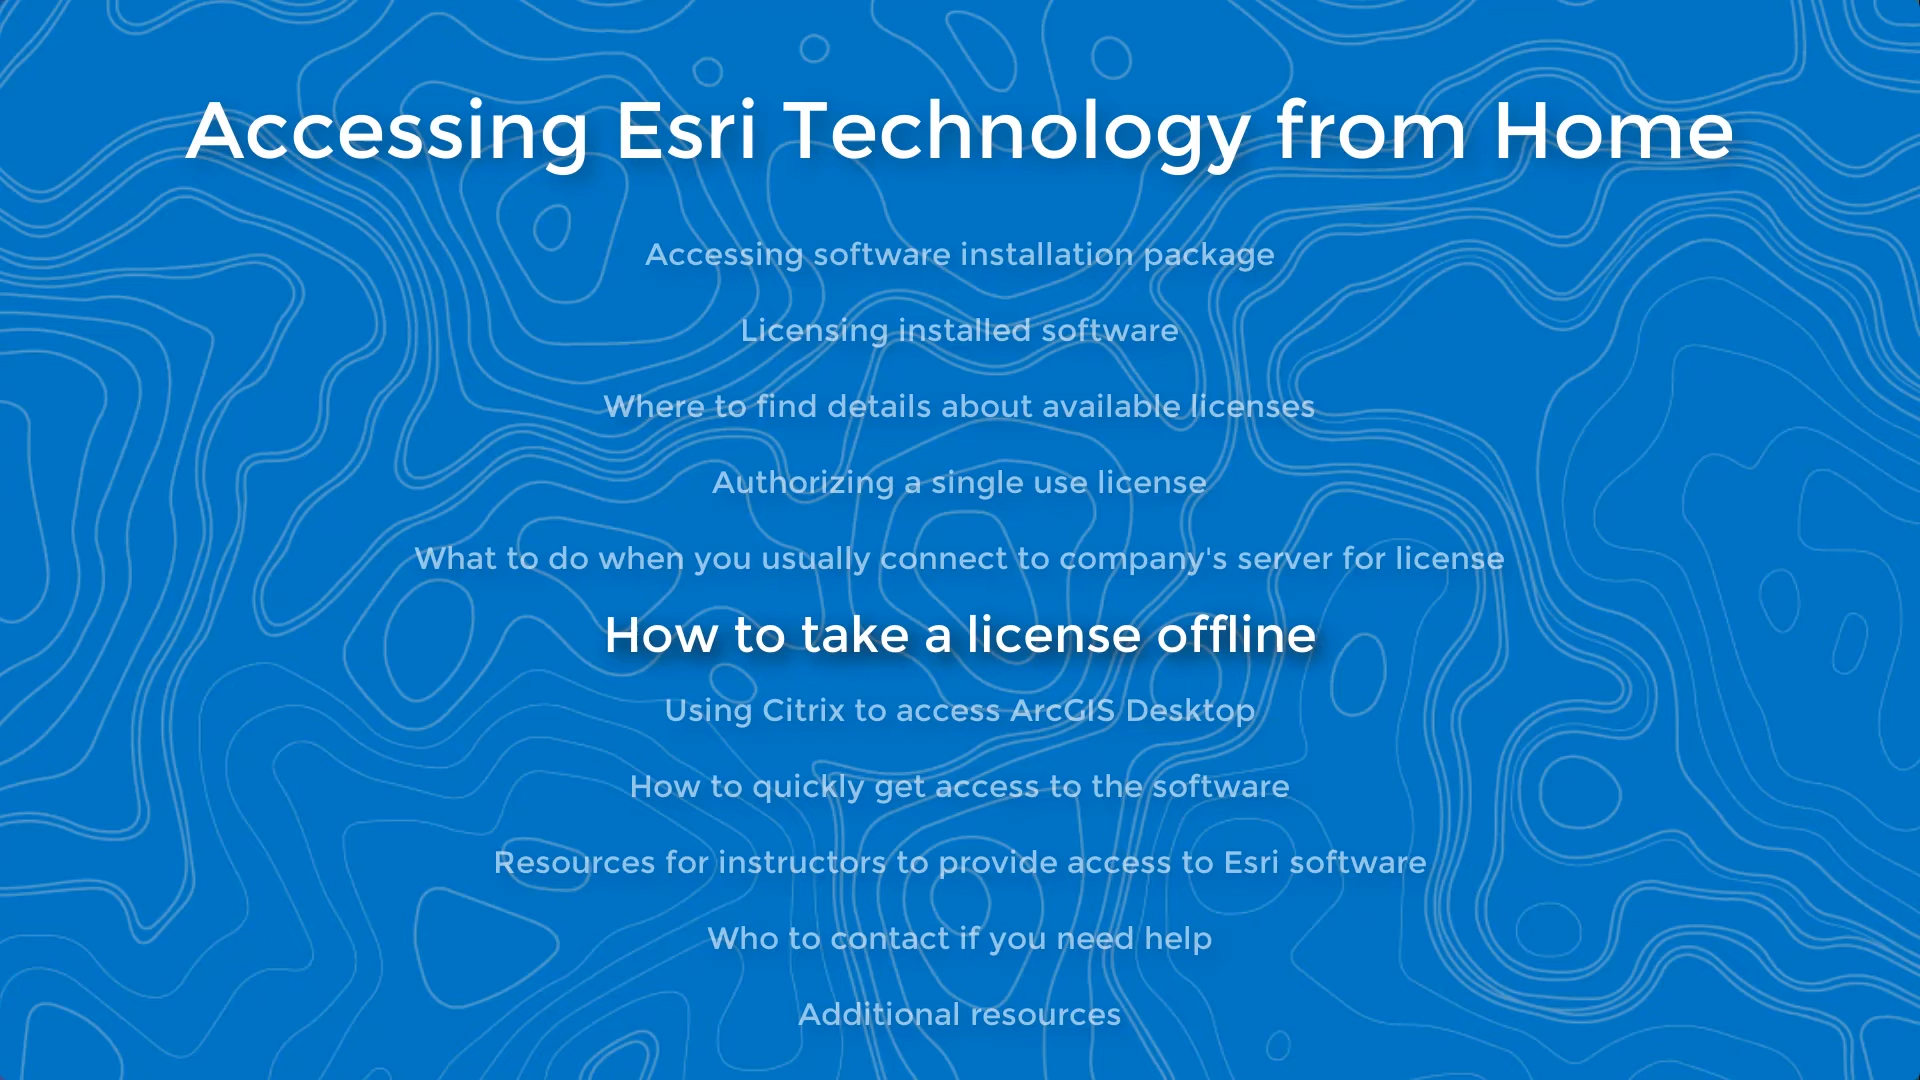 Accessing Esri Technology from Home
Accessing software installation package
Licensing installed software
Where to find details about available licenses
Authorizing a single use license
What to do when you usually connect to company's server for license
How to take a license offline
Using Citrix to access ArcGIS Desktop
How to quickly get access to the software
Resources for instructors to provide access to Esri software
Who to contact if you need help
Additional resources